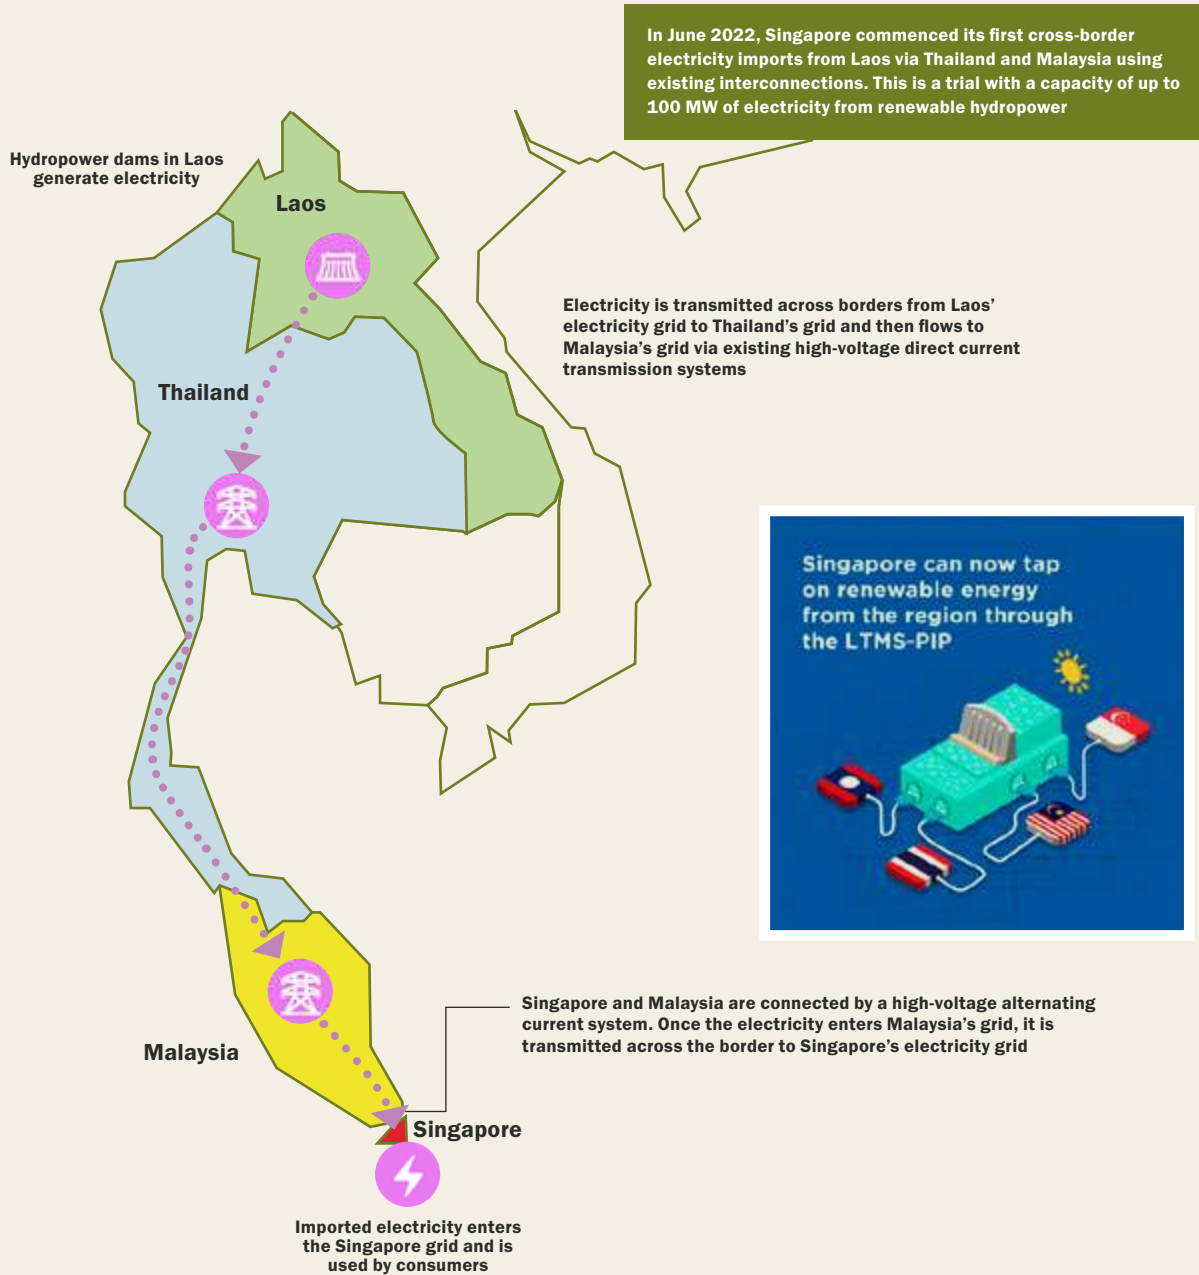 In June 2022, Singapore commenced its first cross-border
electricity imports from Laos via Thailand and Malaysia using
existing interconnections. This is a trial with a capacity of up to
100 MW of electricity from renewable hydropower
Hydropower dams in Laos
generate electricity
Laos
Electricity is transmitted across borders from Laos’
electricity grid to Thailand’s grid and then flows to
Malaysia’s grid via existing high-voltage direct current
transmission systems
Thailand
Singapore can now tap
on renewable energy
from the region through
the LTMS-PIP
Singapore and Malaysia are connected by a high-voltage alternating
current system. Once the electricity enters Malaysia’s grid, it is
transmitted across the border to Singapore’s electricity grid
Malaysia
Singapore
Imported electricity enters
the Singapore grid and is
used by consumers